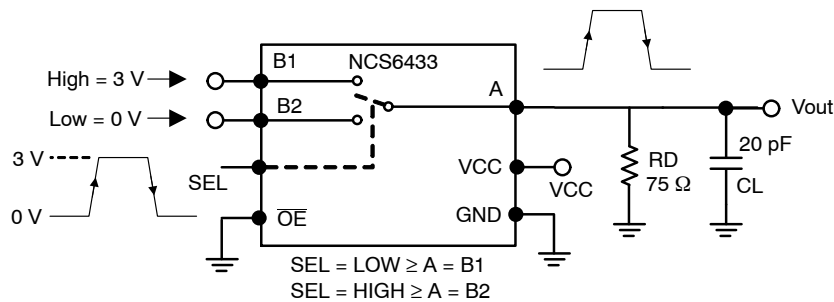 B1
NCS6433
High = 3 V
A
B2
Low = 0 V
Vout
3 V
20 pF
SEL
VCC
VCC
RD
75 Ω
CL
0 V
OE
GND
SEL = LOW ≥ A = B1
SEL = HIGH ≥ A = B2